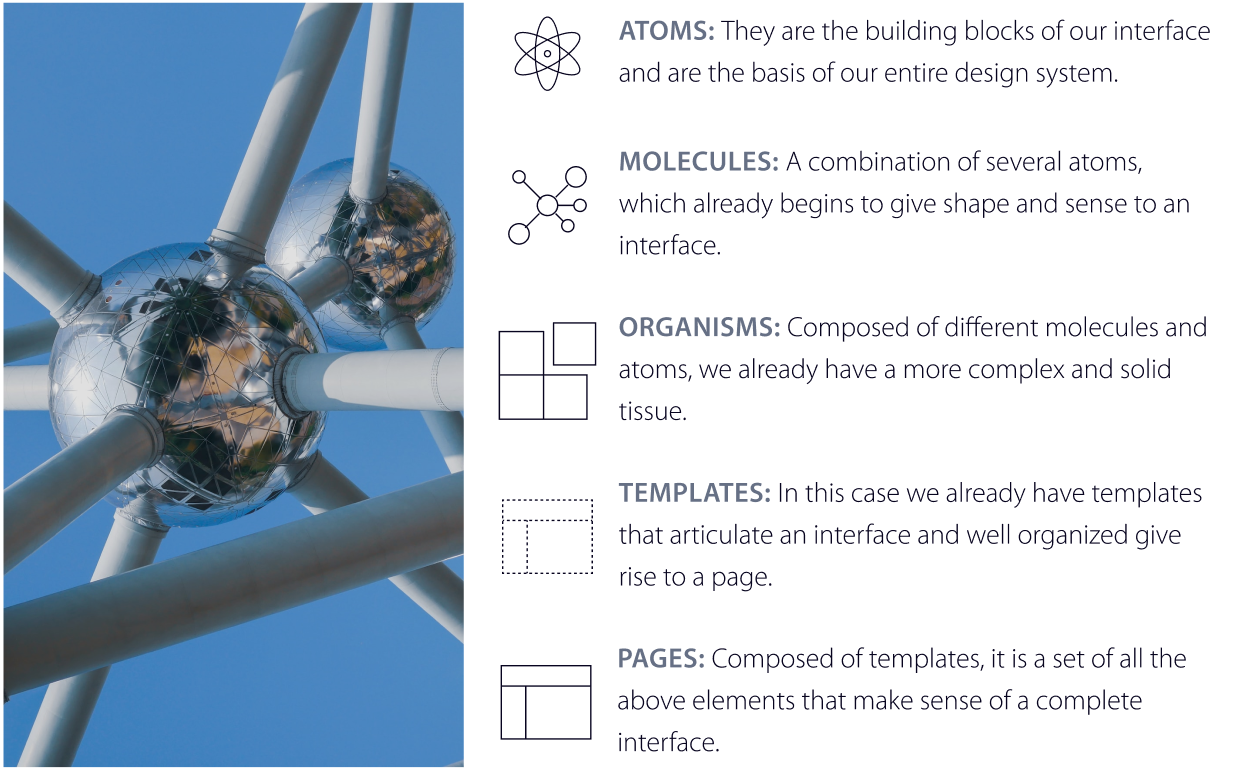 ATOMS: They are the building blocks of our interface
and are the basis of our entire design system.
MOLECULES: A combination of several atoms,
which already begins to give shape and sense to an
interface.
ORGANISMS: Composed of different molecules and
atoms, we already have a more complex and solid
tissue.
TEMPLATES: In this case we already have templates
that articulate an interface and well organized give
rise to a page.
PAGES: Composed of templates, it is a set of all the
above elements that make sense of a complete
interface.